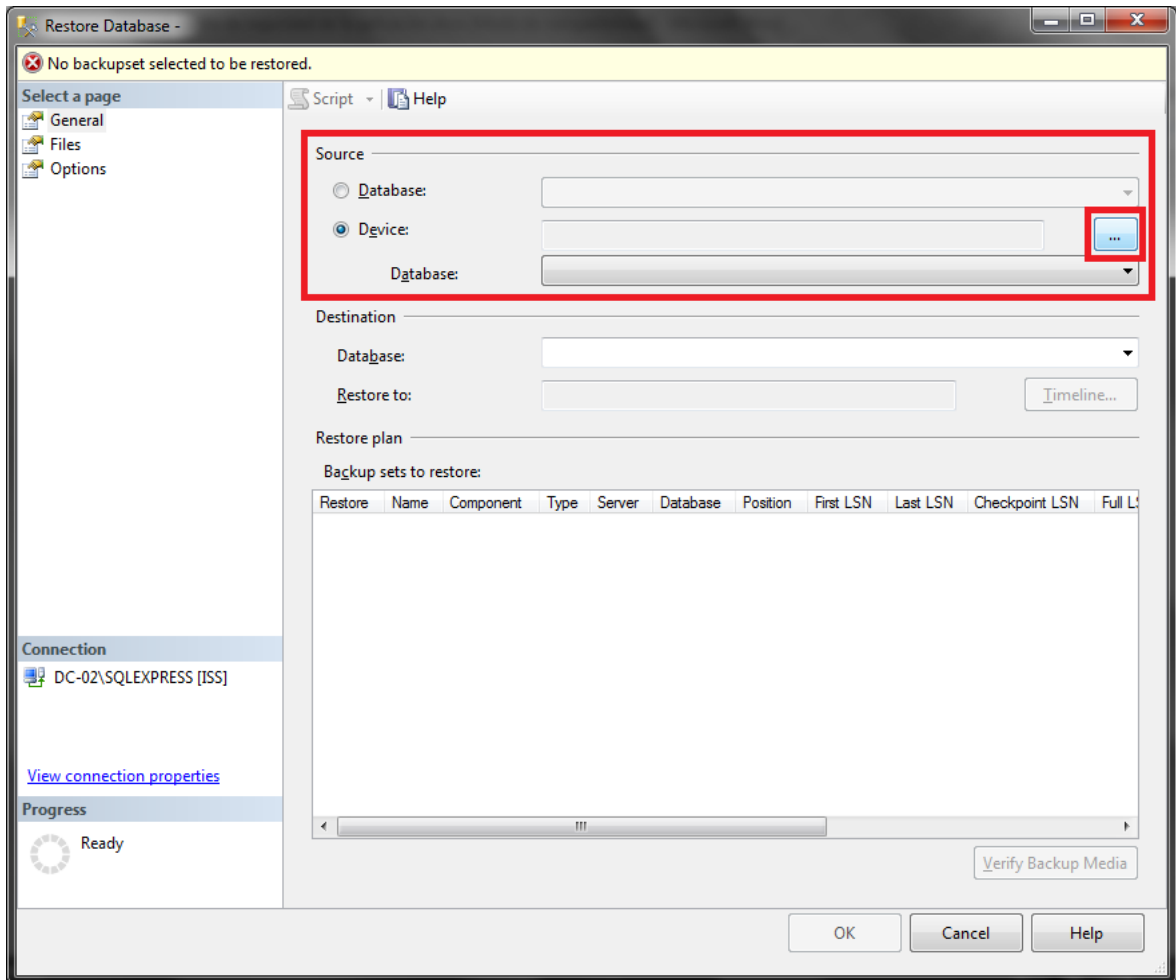 Restore Database -
No backupset selected to be restored.
Select a page
General
Files
Options
Script
Help
Source
Database:
Device:
...
Database:
Destination
Database:
Restore to:
Timeline...
Restore plan
Backup sets to restore:
Restore Name Component Type Server Database Position First LSN Last LSN Checkpoint LSN Full LS
Connection
DC-02\SQLEXPRESS [ISS]
View connection properties
Progress
Ready
Verify Backup Media
OK Cancel Help